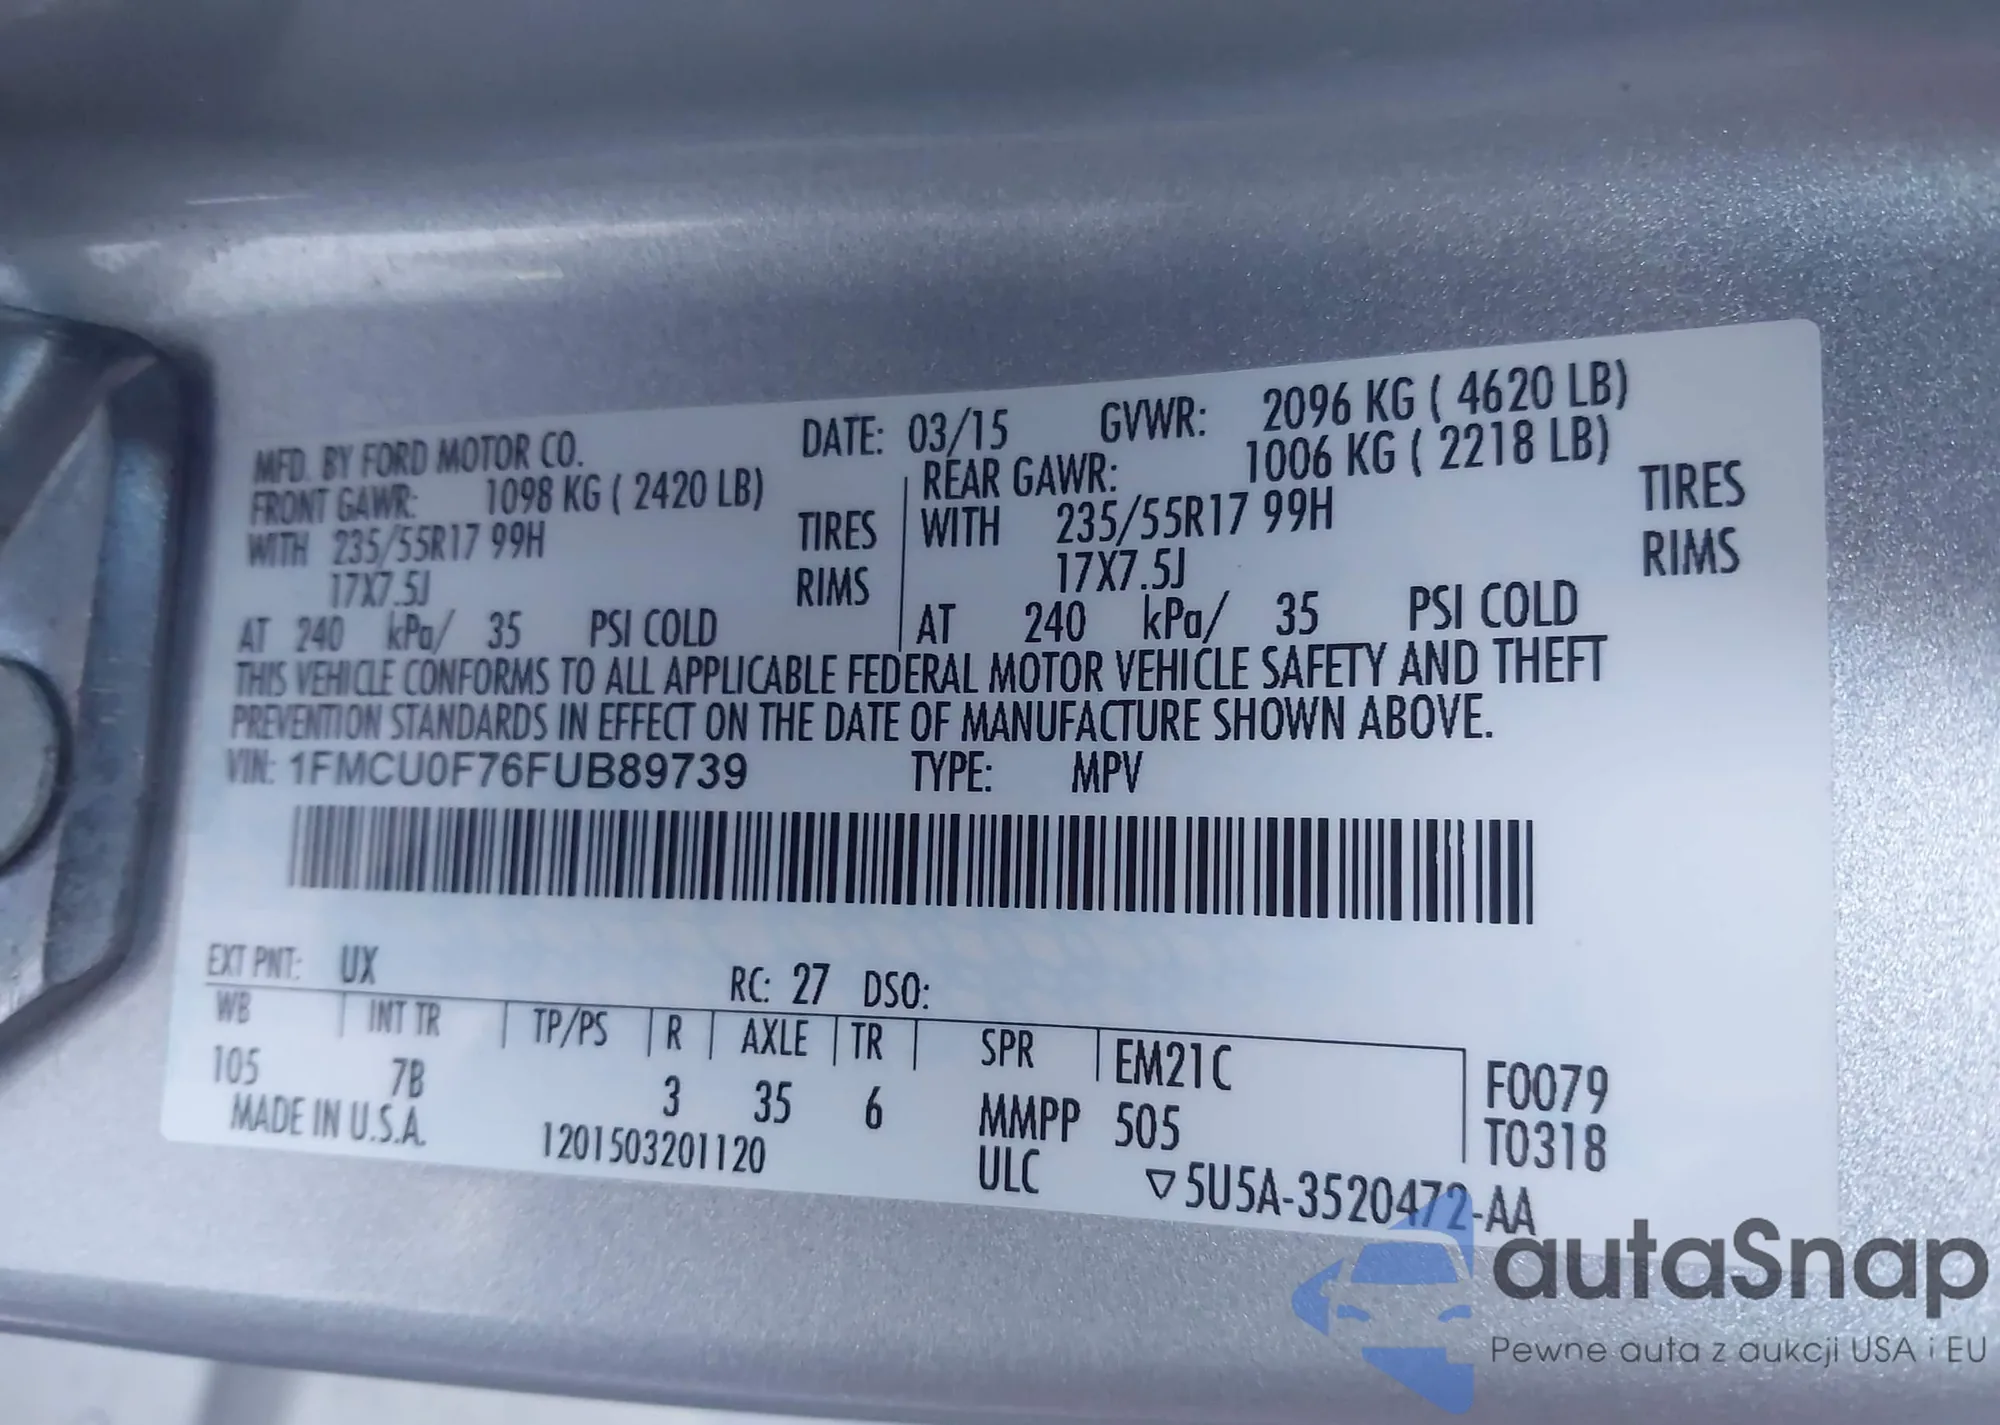 MFD. BY FORD MOTOR CO. DATE: 03/15 GVWR: 2096 KG ( 4620 LB)
FRONT GAWR: 1098 KG ( 2420 LB) REAR GAWR: 1006 KG ( 2218 LB)
WITH 235/55R17 99H TIRES WITH 235/55R17 99H TIRES
17X7.5J RIMS 17X7.5J RIMS
AT 240 kPa/ 35 PSI COLD AT 240 kPa/ 35 PSI COLD
THIS VEHICLE CONFORMS TO ALL APPLICABLE FEDERAL MOTOR VEHICLE SAFETY AND THEFT
PREVENTION STANDARDS IN EFFECT ON THE DATE OF MANUFACTURE SHOWN ABOVE.
VIN: 1FMCU0F76FUB89739 TYPE: MPV
EXT PNT: UX RC: 27 DSO:
WB INT TR TP/PS R AXLE TR SPR EM21C F0079
105 7B 3 35 6 MMPP 505 T0318
MADE IN U.S.A. 1201503201120 ULC ▽5U5A-3520472-AA
autaSnap
Pewne auta z aukcji USA i EU